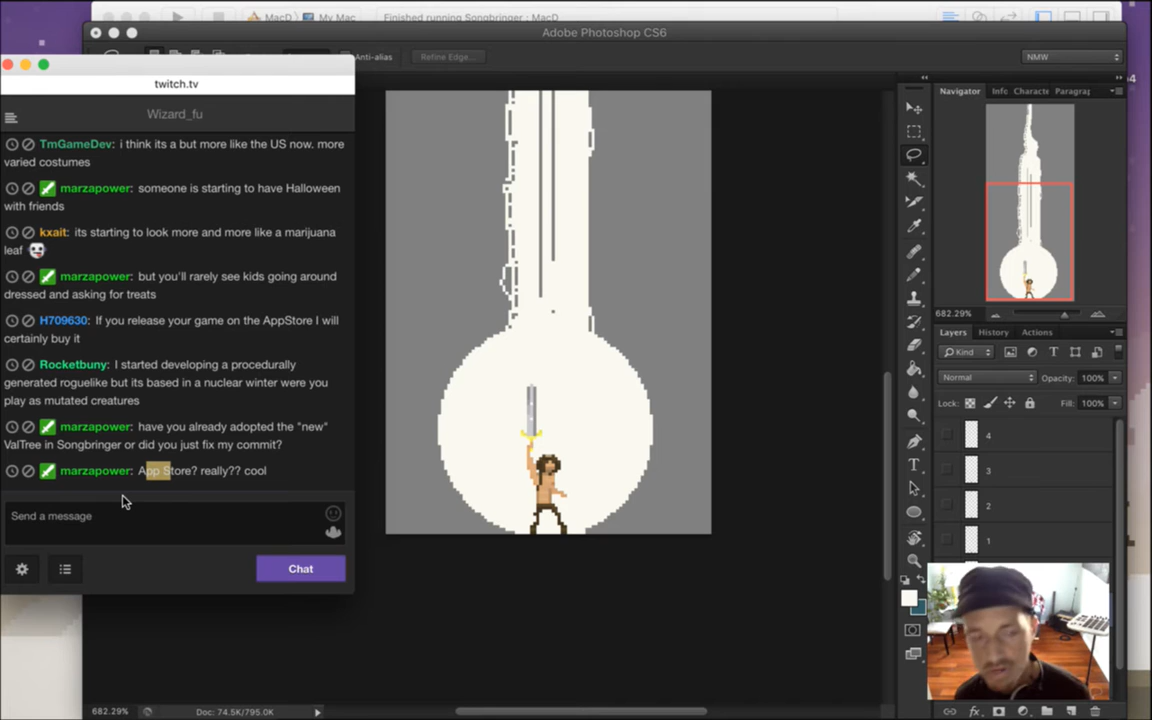 MacD
My Mac
Finished running Songbringer : MacD
Adobe Photoshop CS6
Anti-alias
Refine Edge...
NMW
twitch.tv
Wizard_fu
TmGameDev: i think its a but more like the US now. more
varied costumes
marzapower: someone is starting to have Halloween
with friends
kxait: its starting to look more and more like a marijuana
leaf
marzapower: but you'll rarely see kids going around
dressed and asking for treats
H709630: If you release your game on the AppStore I will
certainly buy it
Rocketbuny: I started developing a procedurally
generated roguelike but its based in a nuclear winter were you
play as mutated creatures
marzapower: have you already adopted the "new"
ValTree in Songbringer or did you just fix my commit?
marzapower: App Store? really?? cool
Send a message
Chat
Navigator Info Characte Paragra
682.29%
Layers History Actions
Kind
Normal Opacity: 100%
Lock: Fill: 100%
4
3
2
1
682.29% Doc: 74.5K/795.0K